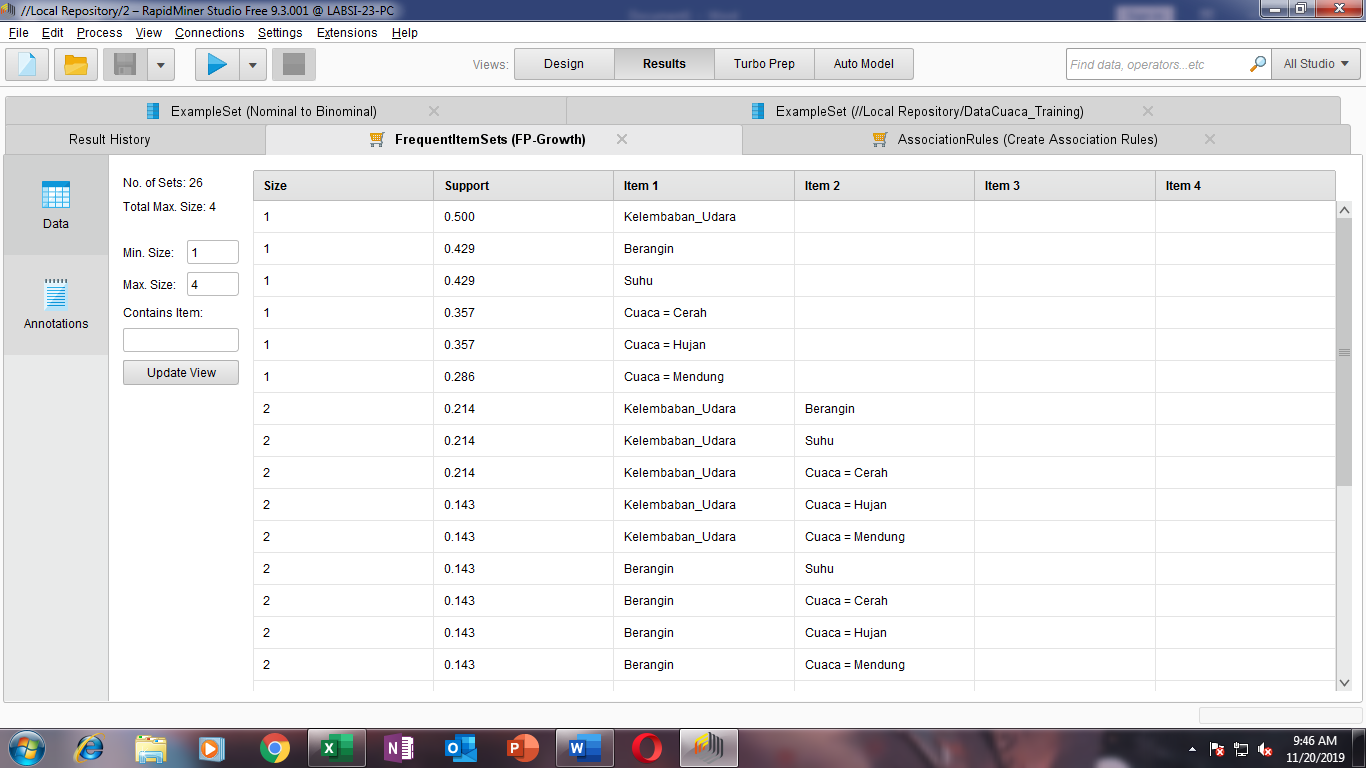 //Local Repository/2 – RapidMiner Studio Free 9.3.001 @ LABSI-23-PC
File Edit Process View Connections Settings Extensions Help
Views: Design Results Turbo Prep Auto Model Find data, operators...etc All Studio
ExampleSet (Nominal to Binominal) ExampleSet (//Local Repository/DataCuaca_Training)
Result History FrequentItemSets (FP-Growth) AssociationRules (Create Association Rules)
Data
Annotations
No. of Sets: 26
Total Max. Size: 4
Min. Size: 1
Max. Size: 4
Contains Item:
Update View
Size Support Item 1 Item 2 Item 3 Item 4
1 0.500 Kelembaban_Udara
1 0.429 Berangin
1 0.429 Suhu
1 0.357 Cuaca = Cerah
1 0.357 Cuaca = Hujan
1 0.286 Cuaca = Mendung
2 0.214 Kelembaban_Udara Berangin
2 0.214 Kelembaban_Udara Suhu
2 0.214 Kelembaban_Udara Cuaca = Cerah
2 0.143 Kelembaban_Udara Cuaca = Hujan
2 0.143 Kelembaban_Udara Cuaca = Mendung
2 0.143 Berangin Suhu
2 0.143 Berangin Cuaca = Cerah
2 0.143 Berangin Cuaca = Hujan
2 0.143 Berangin Cuaca = Mendung
9:46 AM
11/20/2019